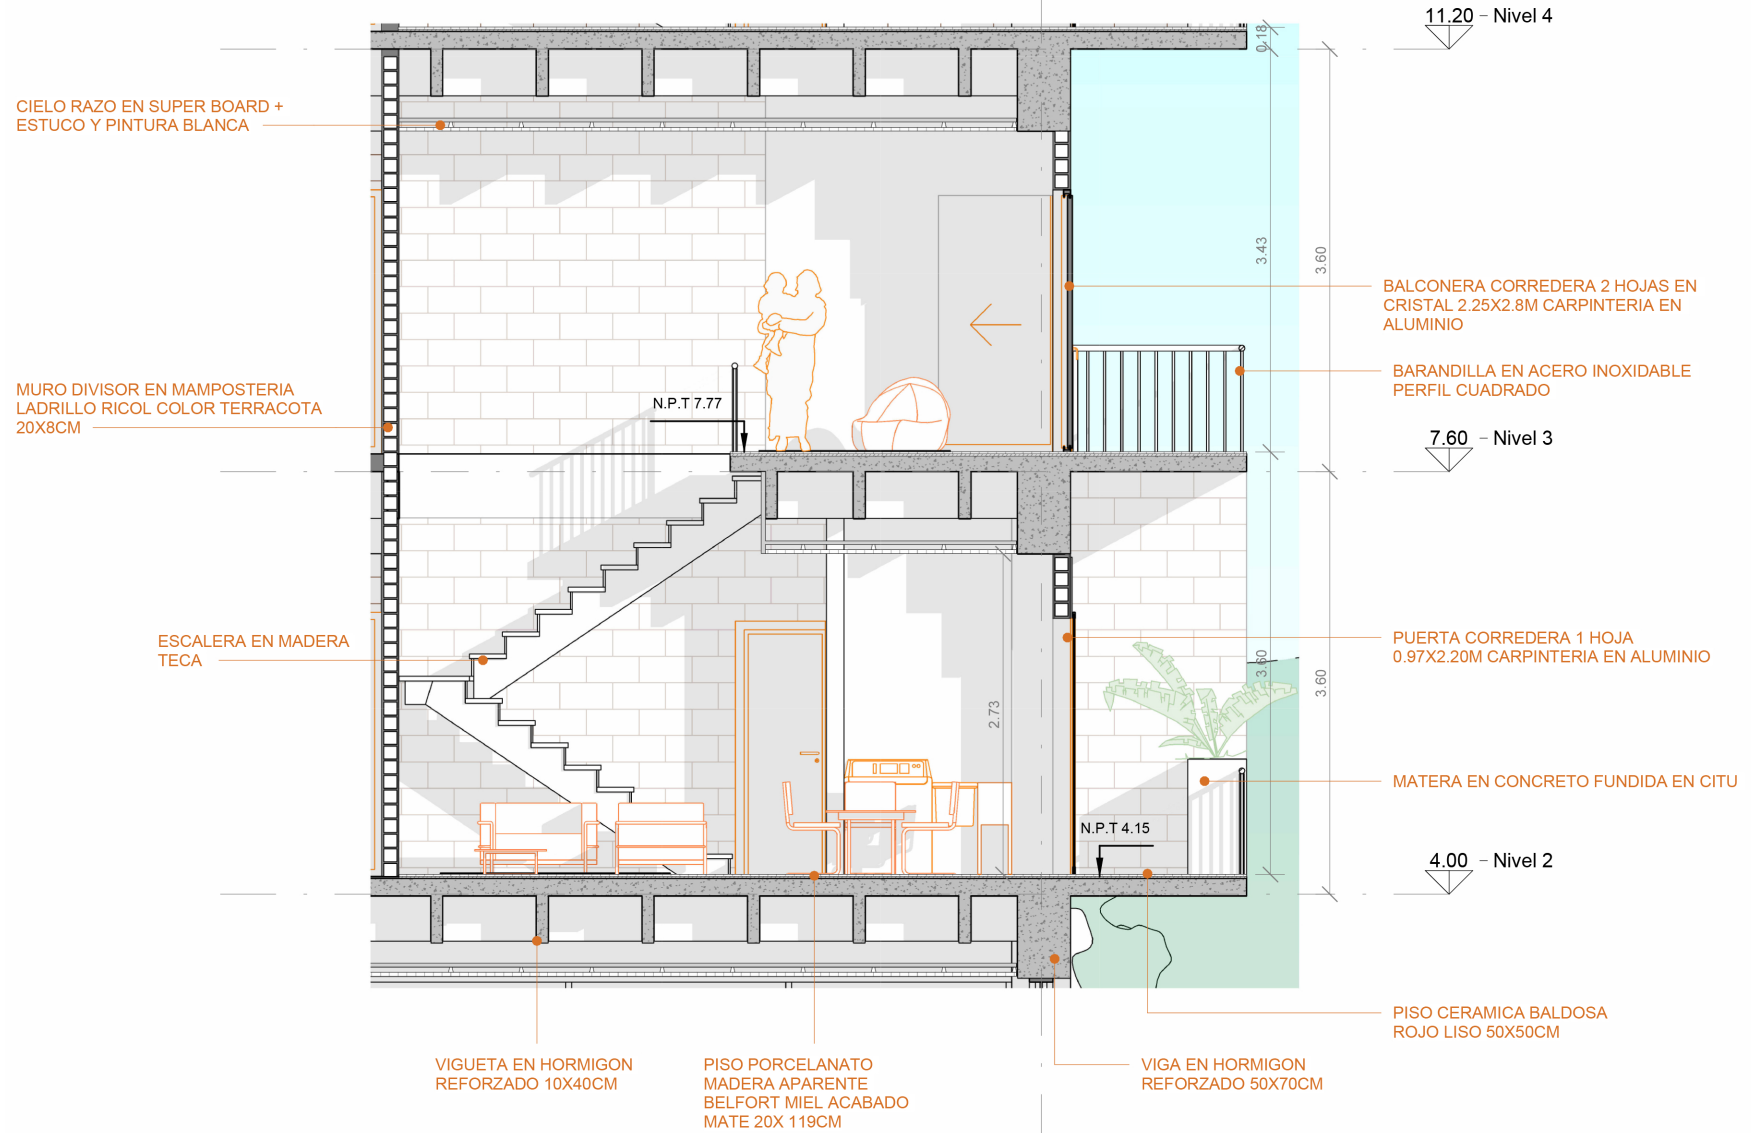 11.20 - Nivel 4
0.18
CIELO RAZO EN SUPER BOARD +
ESTUCO Y PINTURA BLANCA
3.43
3.60
BALCONERA CORREDERA 2 HOJAS EN
CRISTAL 2.25X2.8M CARPINTERIA EN
ALUMINIO
BARANDILLA EN ACERO INOXIDABLE
PERFIL CUADRADO
MURO DIVISOR EN MAMPOSTERIA
LADRILLO RICOL COLOR TERRACOTA
20X8CM
N.P.T 7.77
7.60 - Nivel 3
ESCALERA EN MADERA
TECA
PUERTA CORREDERA 1 HOJA
0.97X2.20M CARPINTERIA EN ALUMINIO
3.60
3.60
2.73
MATERA EN CONCRETO FUNDIDA EN CITU
N.P.T 4.15
4.00 - Nivel 2
PISO CERAMICA BALDOSA
ROJO LISO 50X50CM
VIGUETA EN HORMIGON
REFORZADO 10X40CM
PISO PORCELANATO
MADERA APARENTE
BELFORT MIEL ACABADO
MATE 20X 119CM
VIGA EN HORMIGON
REFORZADO 50X70CM